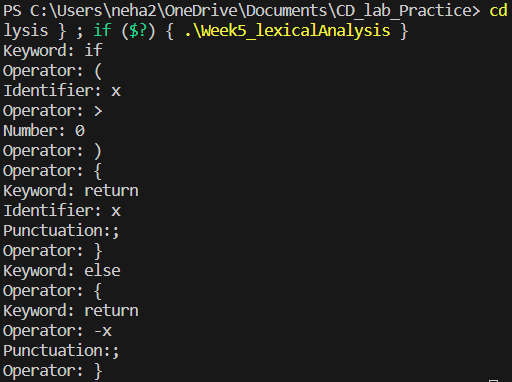 PS C:\Users\neha2\OneDrive\Documents\CD_lab_Practice> cd
lysis } ; if ($?) { .\Week5_lexicalAnalysis }
Keyword: if
Operator: (
Identifier: x
Operator: >
Number: 0
Operator: )
Operator: {
Keyword: return
Identifier: x
Punctuation:;
Operator: }
Keyword: else
Operator: {
Keyword: return
Operator: -x
Punctuation:;
Operator: }